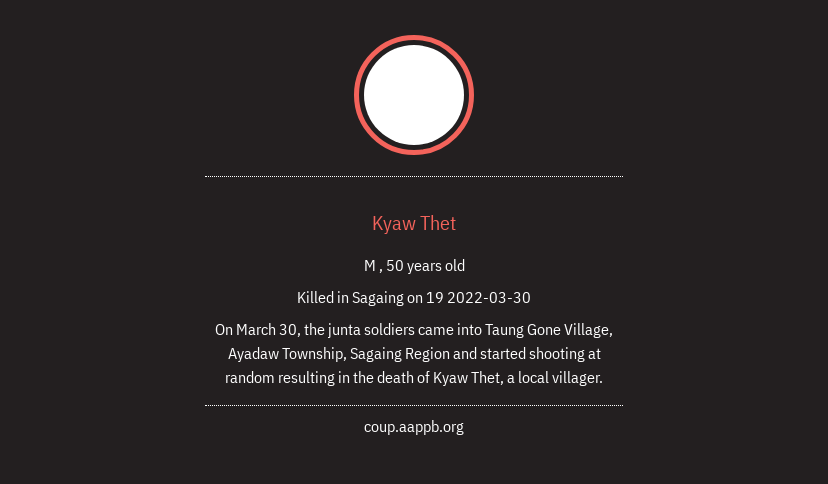 Kyaw Thet
M , 50 years old
Killed in Sagaing on 19 2022-03-30
On March 30, the junta soldiers came into Taung Gone Village,
Ayadaw Township, Sagaing Region and started shooting at
random resulting in the death of Kyaw Thet, a local villager.
coup.aappb.org